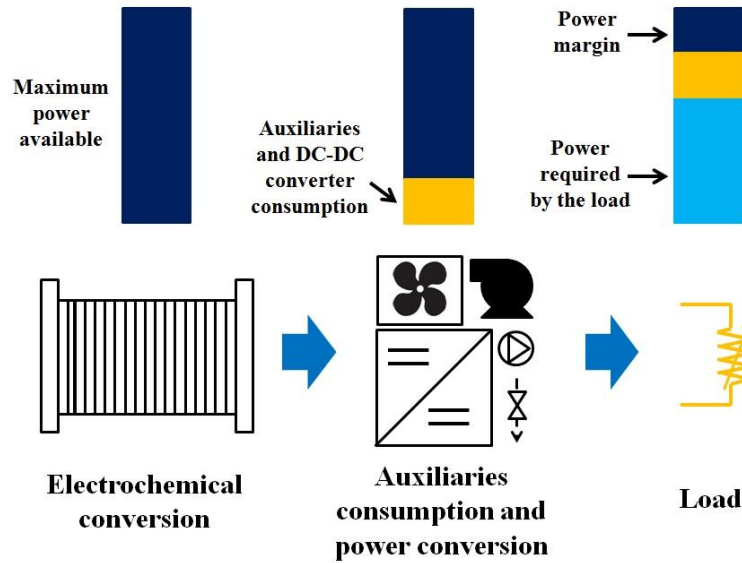 Maximum
power
available
Auxiliaries
and DC-DC
converter
consumption
Power
margin
Power
required
by the load
Electrochemical
conversion
Auxiliaries
consumption and
power conversion
Load